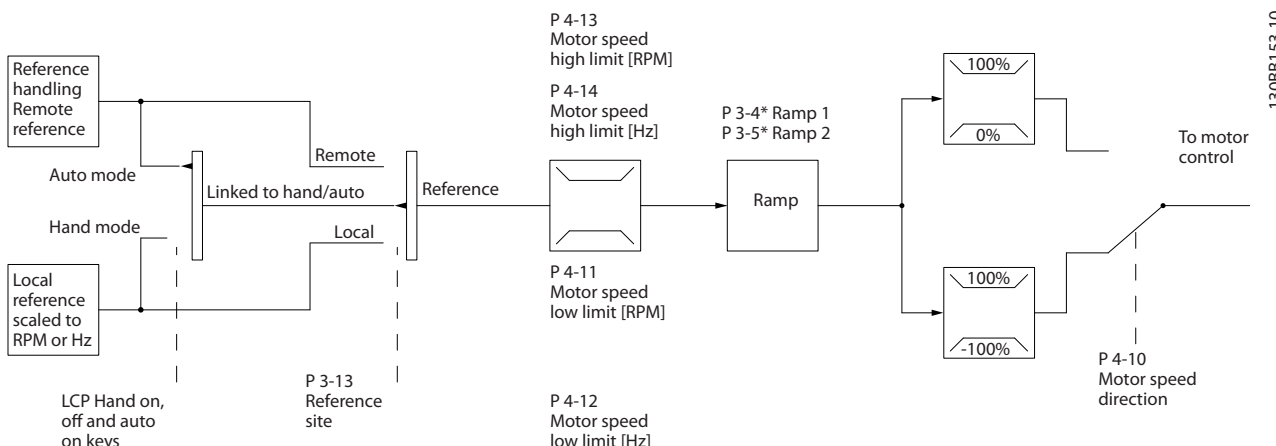 P 4-13
Motor speed
high limit [RPM]
P 4-14
Motor speed
high limit [Hz]
Reference
handling
Remote
reference
Auto mode
Hand mode
Linked to hand/auto
Local
reference
scaled to
RPM or Hz
LCP Hand on,
off and auto
on keys
Remote
Local
Reference
P 3-13
Reference
site
P 4-11
Motor speed
low limit [RPM]
P 4-12
Motor speed
low limit [Hz]
P 3-4* Ramp 1
P 3-5* Ramp 2
Ramp
100%
0%
100%
-100%
To motor
control
P 4-10
Motor speed
direction
130BB153.10